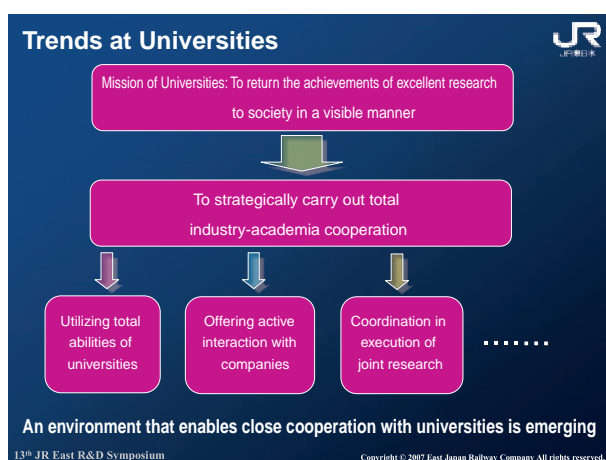 Trends at Universities
JR
JR東日本
Mission of Universities: To return the achievements of excellent research
to society in a visible manner
To strategically carry out total
industry-academia cooperation
Utilizing total
abilities of
universities
Offering active
interaction with
companies
Coordination in
execution of
joint research
.......
An environment that enables close cooperation with universities is emerging
13th JR East R&D Symposium
Copyright © 2007 East Japan Railway Company All rights reserved.